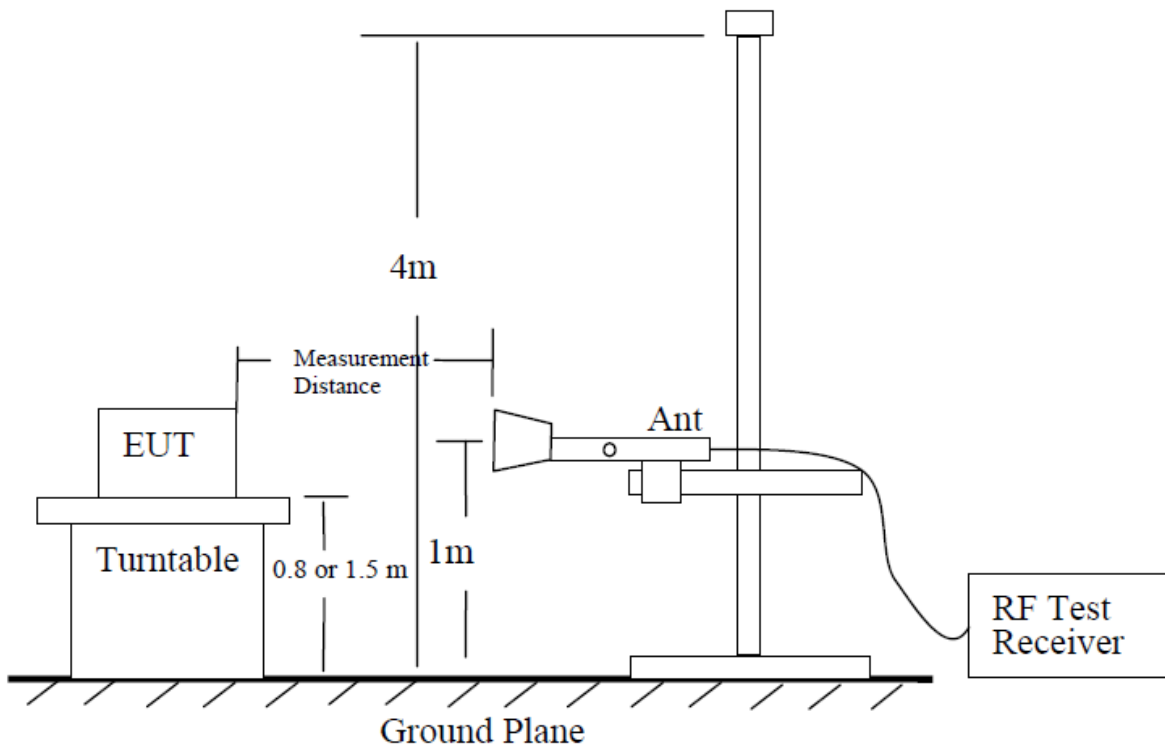 4m
Measurement
Distance
Ant
EUT
Turntable
0.8 or 1.5 m
1m
RF Test
Receiver
Ground Plane